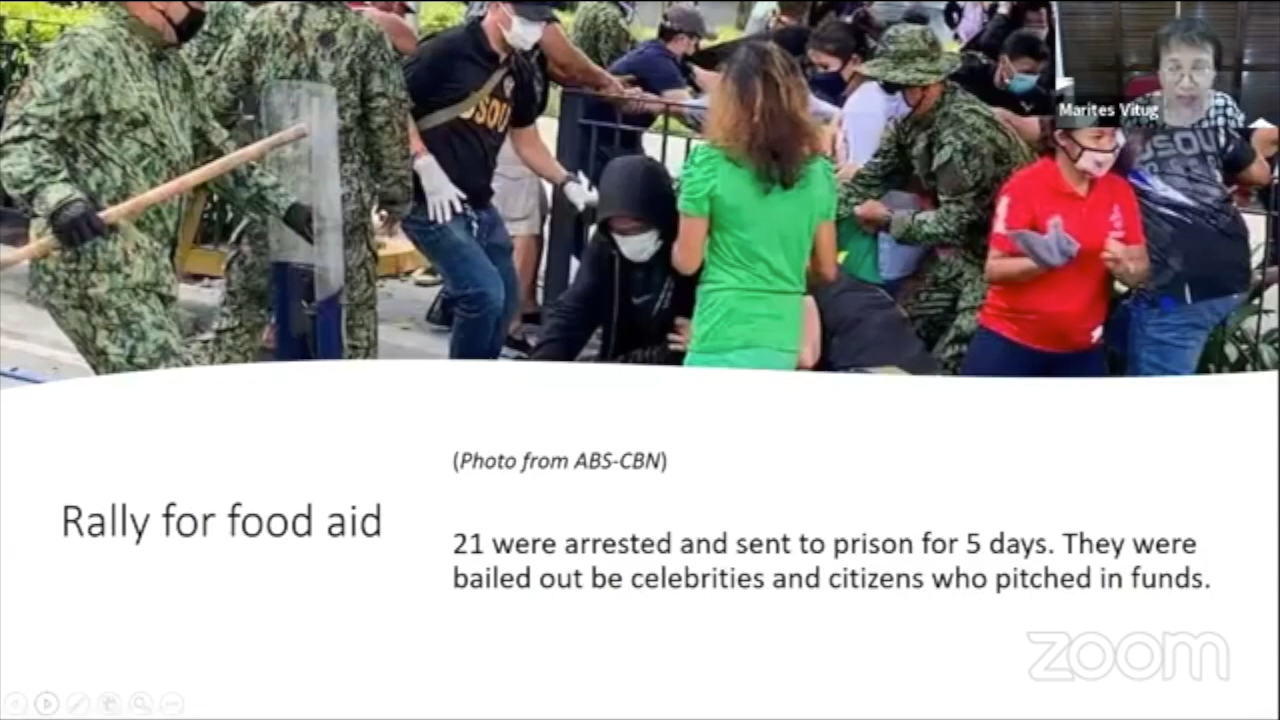 Marites Vitug
(Photo from ABS-CBN)
Rally for food aid
21 were arrested and sent to prison for 5 days. They were
bailed out be celebrities and citizens who pitched in funds.
zoom